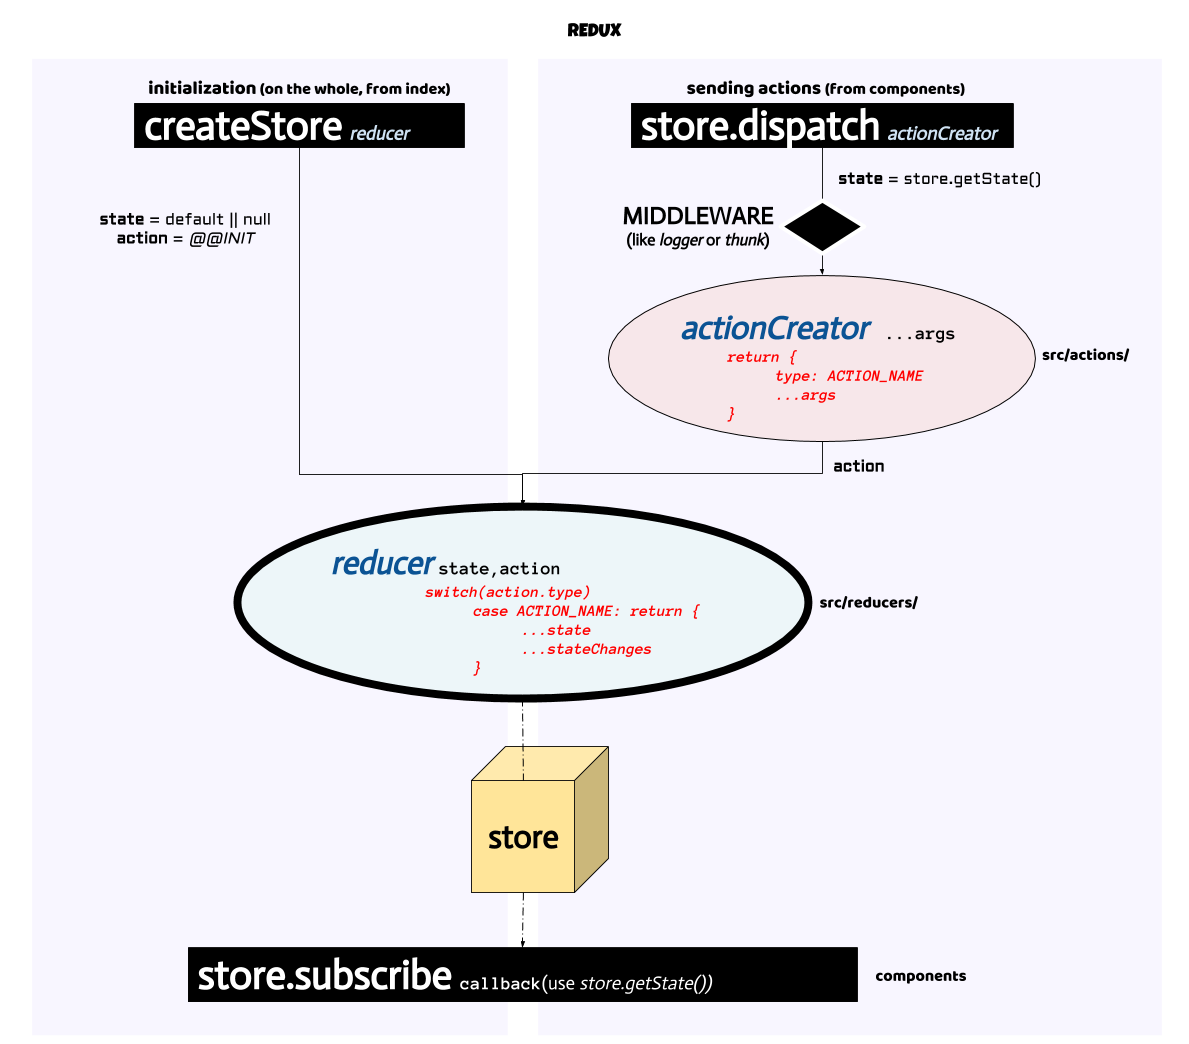 REDUX
initialization (on the whole, from index)
createStore reducer
state = default || null
action = @@INIT
sending actions (from components)
store.dispatch actionCreator
state = store.getState()
MIDDLEWARE
(like logger or thunk)
actionCreator ...args
return {
type: ACTION_NAME
...args
}
src/actions/
action
reducer state,action
switch(action.type)
case ACTION_NAME: return {
...state
...stateChanges
}
src/reducers/
store
store.subscribe callback(use store.getState())
components